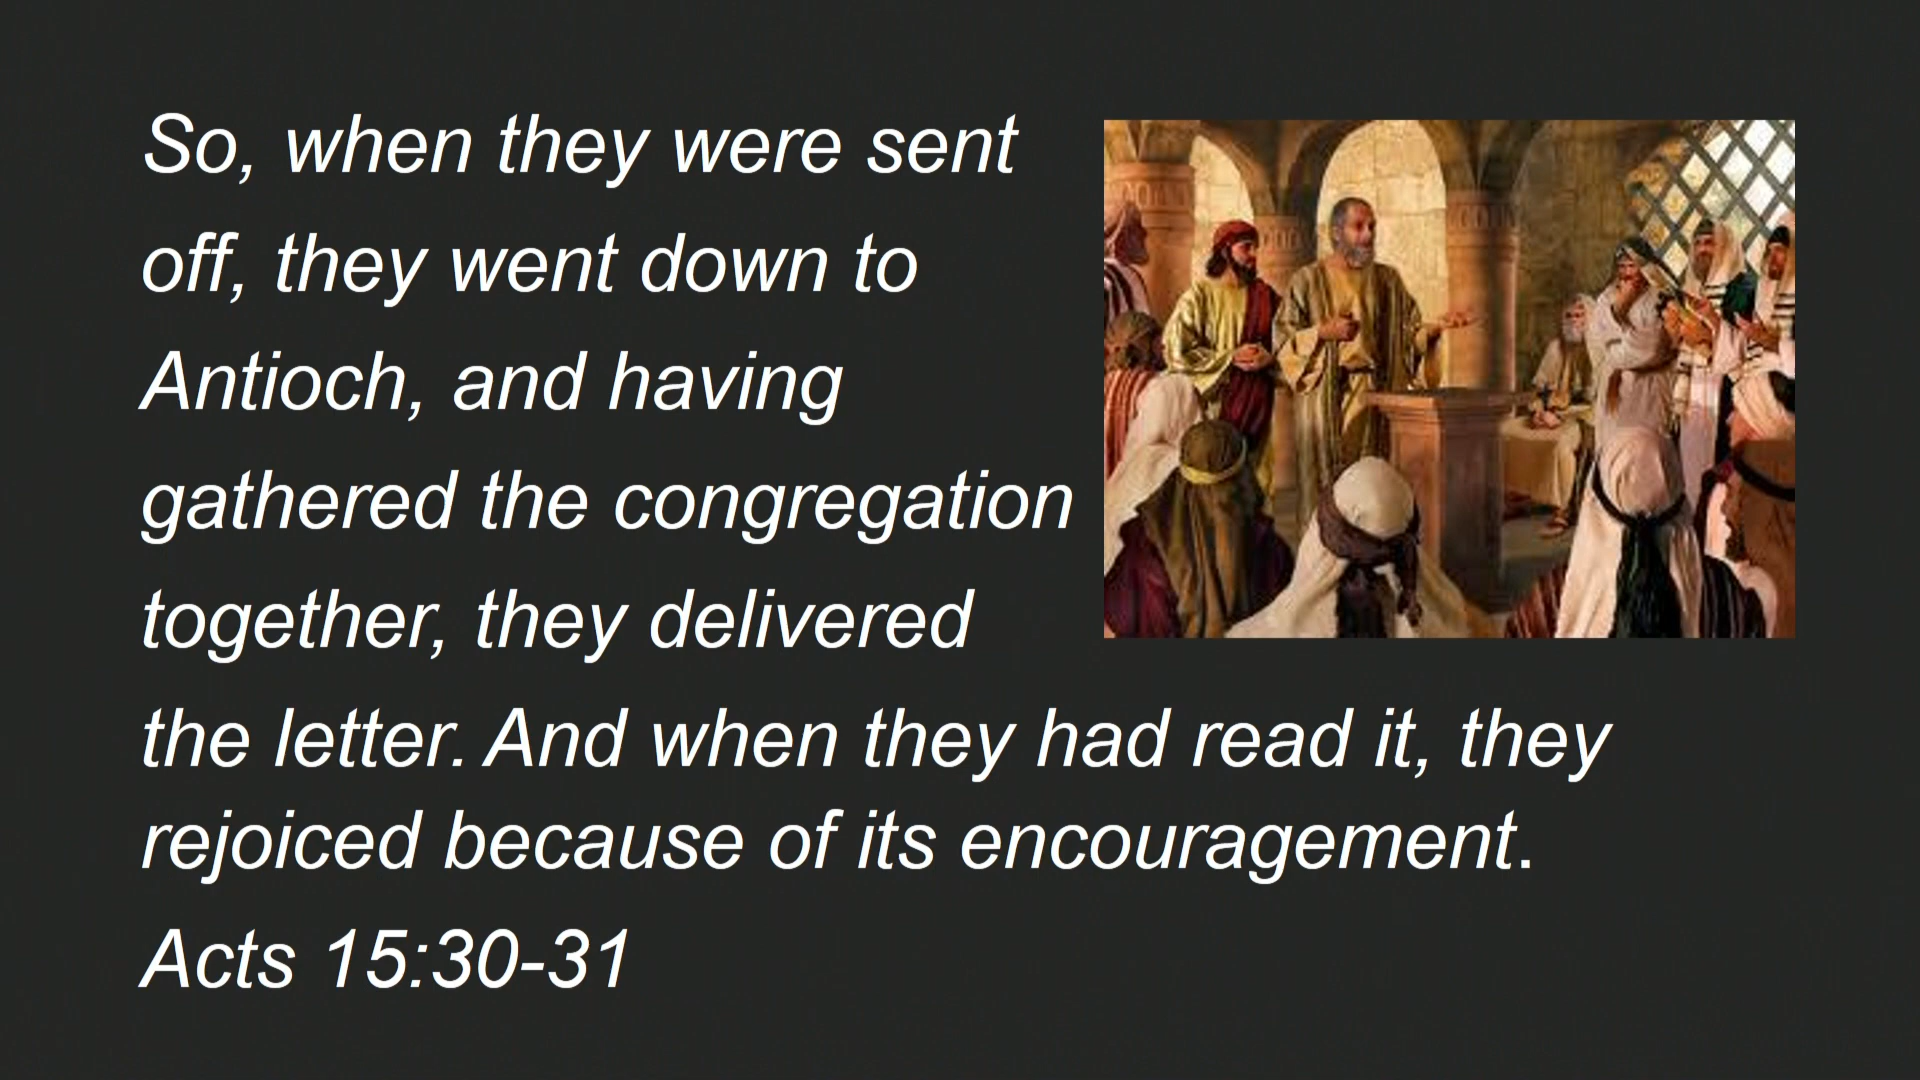 So, when they were sent
off, they went down to
Antioch, and having
gathered the congregation
together, they delivered
the letter. And when they had read it, they
rejoiced because of its encouragement.
Acts 15:30-31